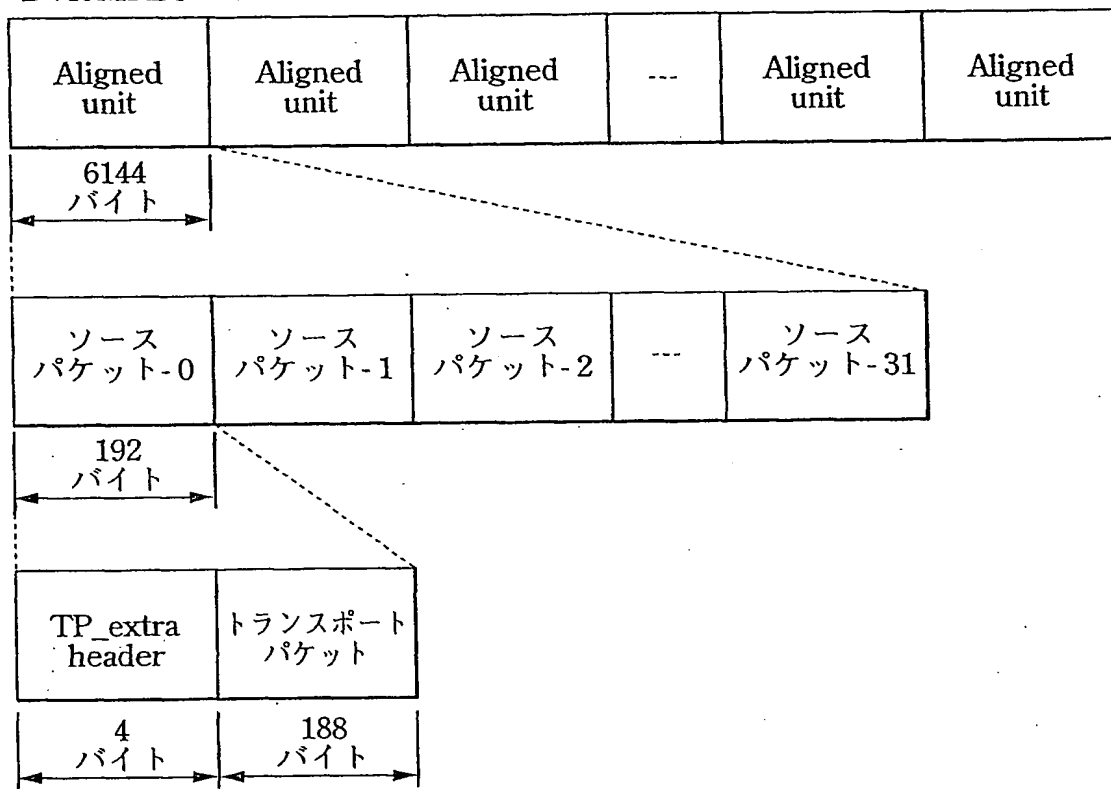 Aligned
unit
Aligned
unit
Aligned
unit
---
Aligned
unit
Aligned
unit
6144
バイト
ソース
パケット-0
ソース
パケット-1
ソース
パケット-2
---
ソース
パケット-31
192
バイト
TP_extra
header
トランスポート
パケット
4
バイト
188
バイト